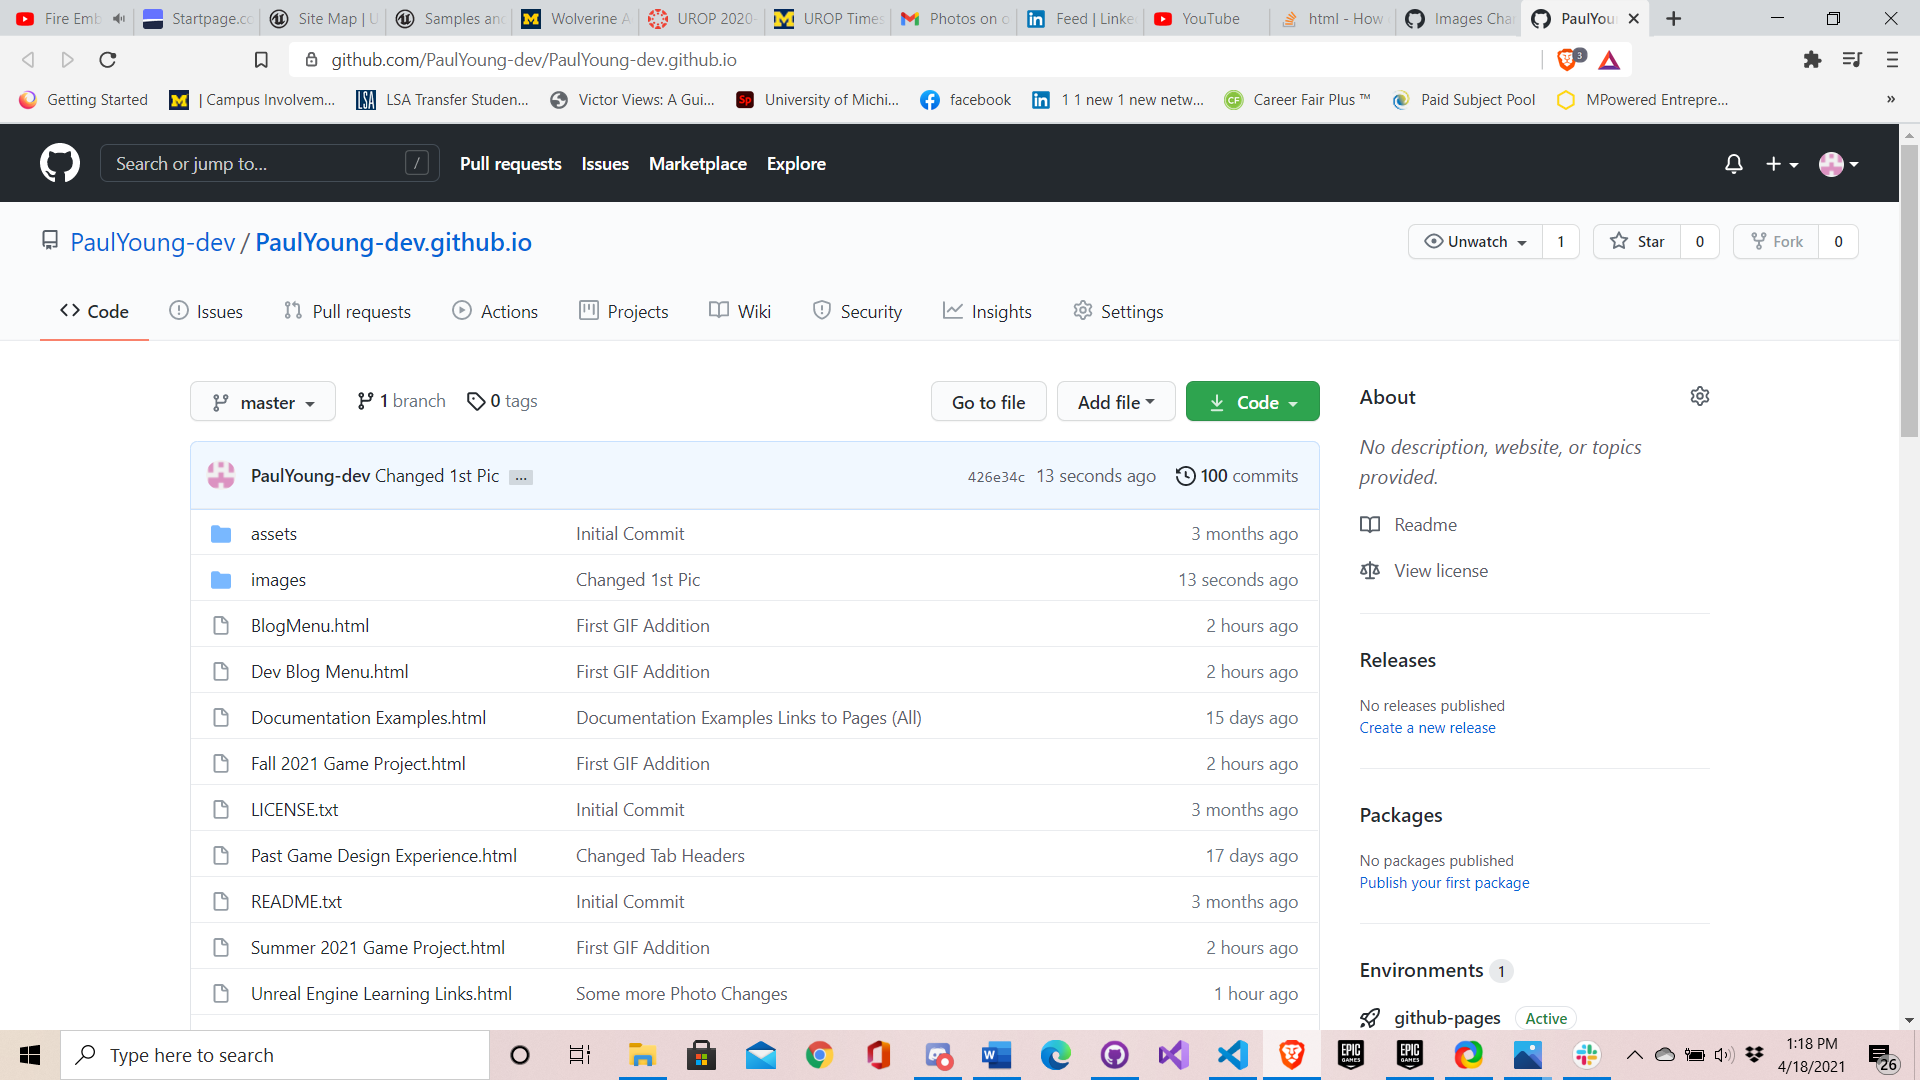 Fire Emb
Startpage.co
Site Map | U
Samples and
Wolverine A
UROP 2020-
UROP Times
Photos on o
Feed | Linke
YouTube
html - How
Images Cha
PaulYou
github.com/PaulYoung-dev/PaulYoung-dev.github.io
3
Getting Started
| Campus Involvem...
LSA Transfer Studen...
Victor Views: A Gui...
University of Michi...
facebook
1 1 new 1 new netw...
Career Fair Plus ™
Paid Subject Pool
MPowered Entrepre...
»
Search or jump to...
/
Pull requests
Issues
Marketplace
Explore
PaulYoung-dev / PaulYoung-dev.github.io
Unwatch 1
Star 0
Fork 0
Code
Issues
Pull requests
Actions
Projects
Wiki
Security
Insights
Settings
master
1 branch
0 tags
Go to file
Add file
Code
PaulYoung-dev Changed 1st Pic ... 426e34c 13 seconds ago 100 commits
assets Initial Commit 3 months ago
images Changed 1st Pic 13 seconds ago
BlogMenu.html First GIF Addition 2 hours ago
Dev Blog Menu.html First GIF Addition 2 hours ago
Documentation Examples.html Documentation Examples Links to Pages (All) 15 days ago
Fall 2021 Game Project.html First GIF Addition 2 hours ago
LICENSE.txt Initial Commit 3 months ago
Past Game Design Experience.html Changed Tab Headers 17 days ago
README.txt Initial Commit 3 months ago
Summer 2021 Game Project.html First GIF Addition 2 hours ago
Unreal Engine Learning Links.html Some more Photo Changes 1 hour ago
About
No description, website, or topics
provided.
Readme
View license
Releases
No releases published
Create a new release
Packages
No packages published
Publish your first package
Environments 1
github-pages Active
Type here to search
EPIC GAMES
EPIC GAMES
1:18 PM
4/18/2021
26